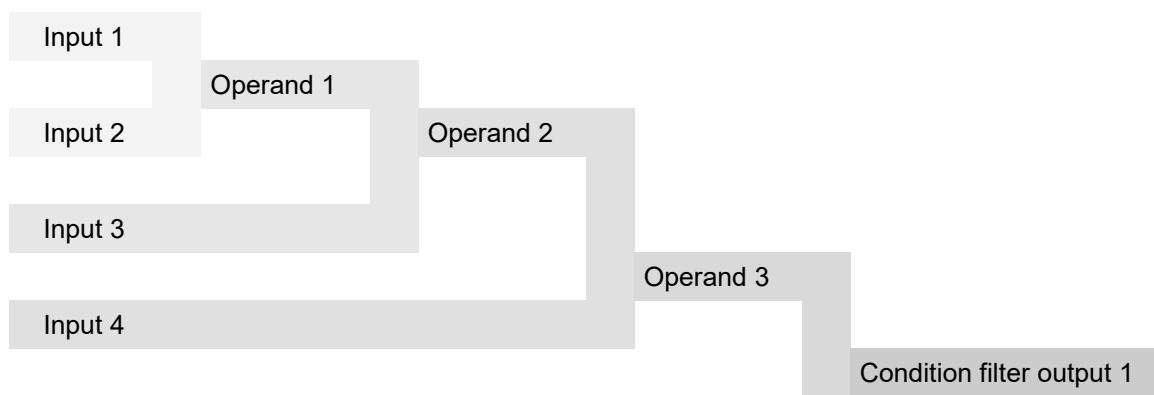 Input 1
Operand 1
Input 2
Operand 2
Input 3
Operand 3
Input 4
Condition filter output 1